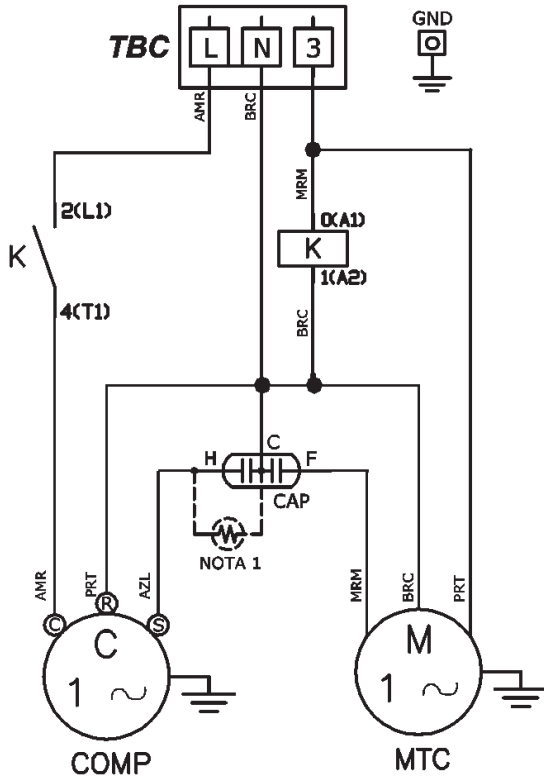 TBC
L N 3
GND
AMR
BRC
MRM
2(L1)
0(A1)
K
K
4(T1)
1(A2)
BRC
C
H F
CAP
NOTA 1
AMR
PRT
AZL
MRM
BRC
PRT
C R S
C
1
M
1
COMP
MTC